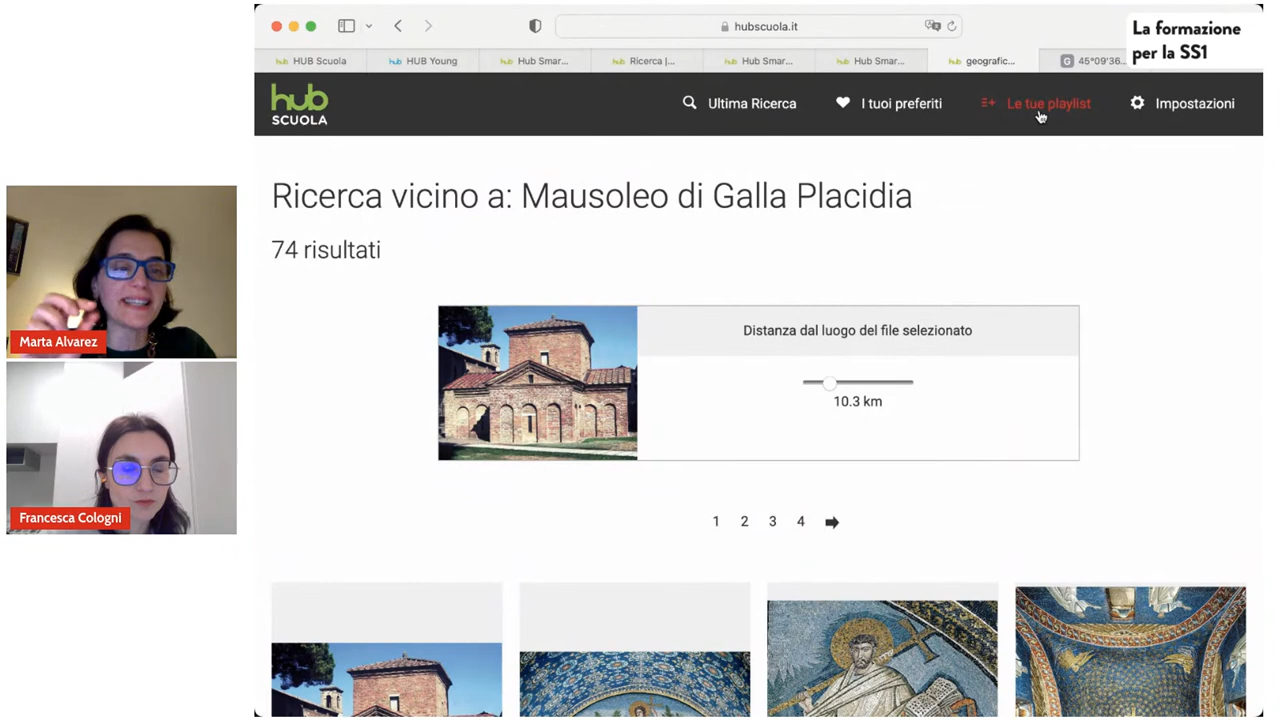 hubscuola.it
La formazione
per la SS1
HUB Scuola
HUB Young
Hub Smar...
Ricerca |...
Hub Smar...
Hub Smar...
geografic...
G
45°09'36...
hub
SCUOLA
Ultima Ricerca
I tuoi preferiti
Le tue playlist
Impostazioni
Ricerca vicino a: Mausoleo di Galla Placidia
74 risultati
Distanza dal luogo del file selezionato
10.3 km
1 2 3 4
Marta Alvarez
Francesca Cologni